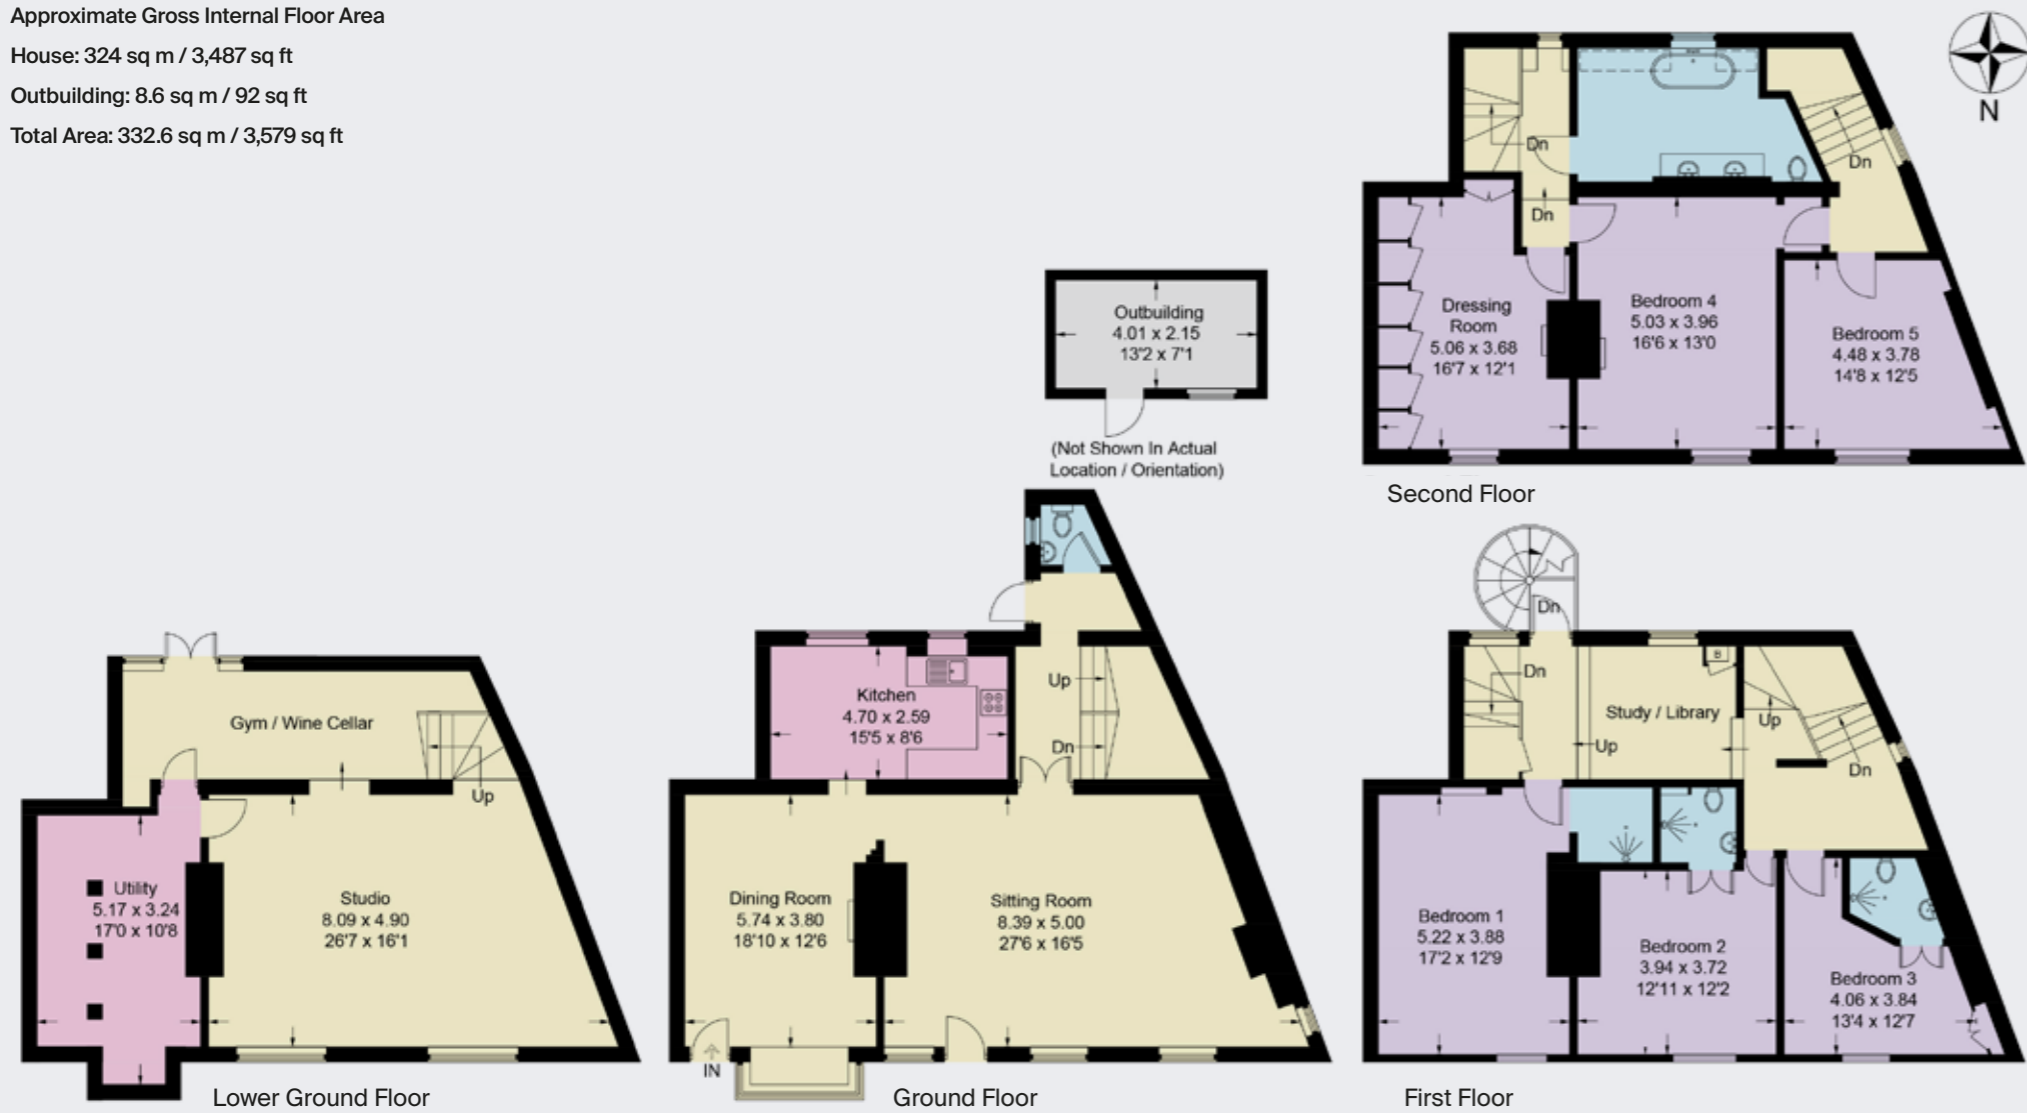 Approximate Gross Internal Floor Area
House: 324 sq m / 3,487 sq ft
Outbuilding: 8.6 sq m / 92 sq ft
Total Area: 332.6 sq m / 3,579 sq ft
N
Dn
Dn
Dn
Dressing
Room
5.06 x 3.68
16'7 x 12'1
Bedroom 4
5.03 x 3.96
16'6 x 13'0
Bedroom 5
4.48 x 3.78
14'8 x 12'5
Second Floor
Outbuilding
4.01 x 2.15
13'2 x 7'1
(Not Shown In Actual
Location / Orientation)
Gym / Wine Cellar
Up
Utility
5.17 x 3.24
17'0 x 10'8
Studio
8.09 x 4.90
26'7 x 16'1
Lower Ground Floor
Kitchen
4.70 x 2.59
15'5 x 8'6
Up
Dn
Dining Room
5.74 x 3.80
18'10 x 12'6
Sitting Room
8.39 x 5.00
27'6 x 16'5
IN
Ground Floor
Dn
Dn
B
Study / Library
Up
Up
Dn
Bedroom 1
5.22 x 3.88
17'2 x 12'9
Bedroom 2
3.94 x 3.72
12'11 x 12'2
Bedroom 3
4.06 x 3.84
13'4 x 12'7
First Floor